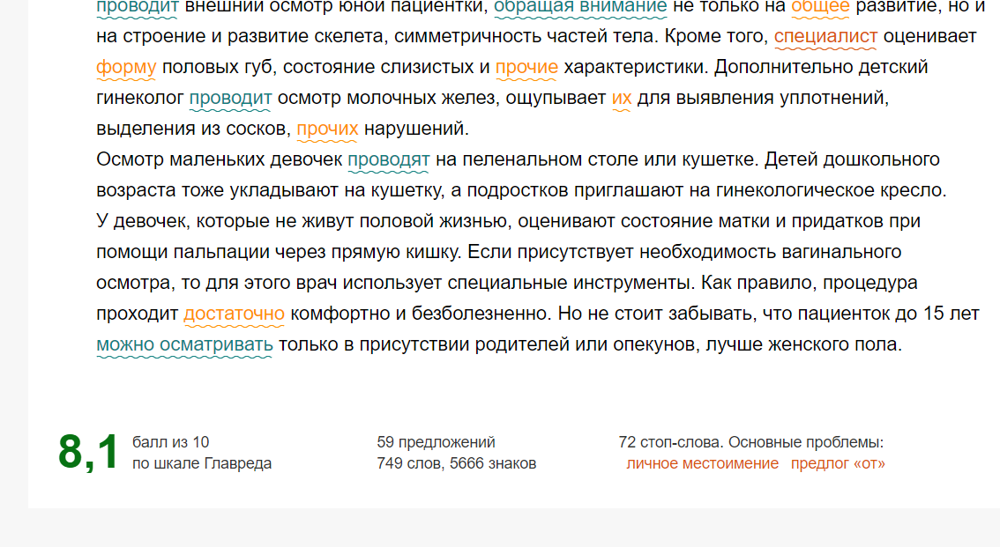 проводит внешний осмотр юной пациентки, обращая внимание не только на общее развитие, но и
на строение и развитие скелета, симметричность частей тела. Кроме того, специалист оценивает
форму половых губ, состояние слизистых и прочие характеристики. Дополнительно детский
гинеколог проводит осмотр молочных желез, ощупывает их для выявления уплотнений,
выделения из сосков, прочих нарушений.
Осмотр маленьких девочек проводят на пеленальном столе или кушетке. Детей дошкольного
возраста тоже укладывают на кушетку, а подростков приглашают на гинекологическое кресло.
У девочек, которые не живут половой жизнью, оценивают состояние матки и придатков при
помощи пальпации через прямую кишку. Если присутствует необходимость вагинального
осмотра, то для этого врач использует специальные инструменты. Как правило, процедура
проходит достаточно комфортно и безболезненно. Но не стоит забывать, что пациенток до 15 лет
можно осматривать только в присутствии родителей или опекунов, лучше женского пола.
8,1 балл из 10
по шкале Главреда
59 предложений
749 слов, 5666 знаков
72 стоп-слова. Основные проблемы:
личное местоимение предлог «от»